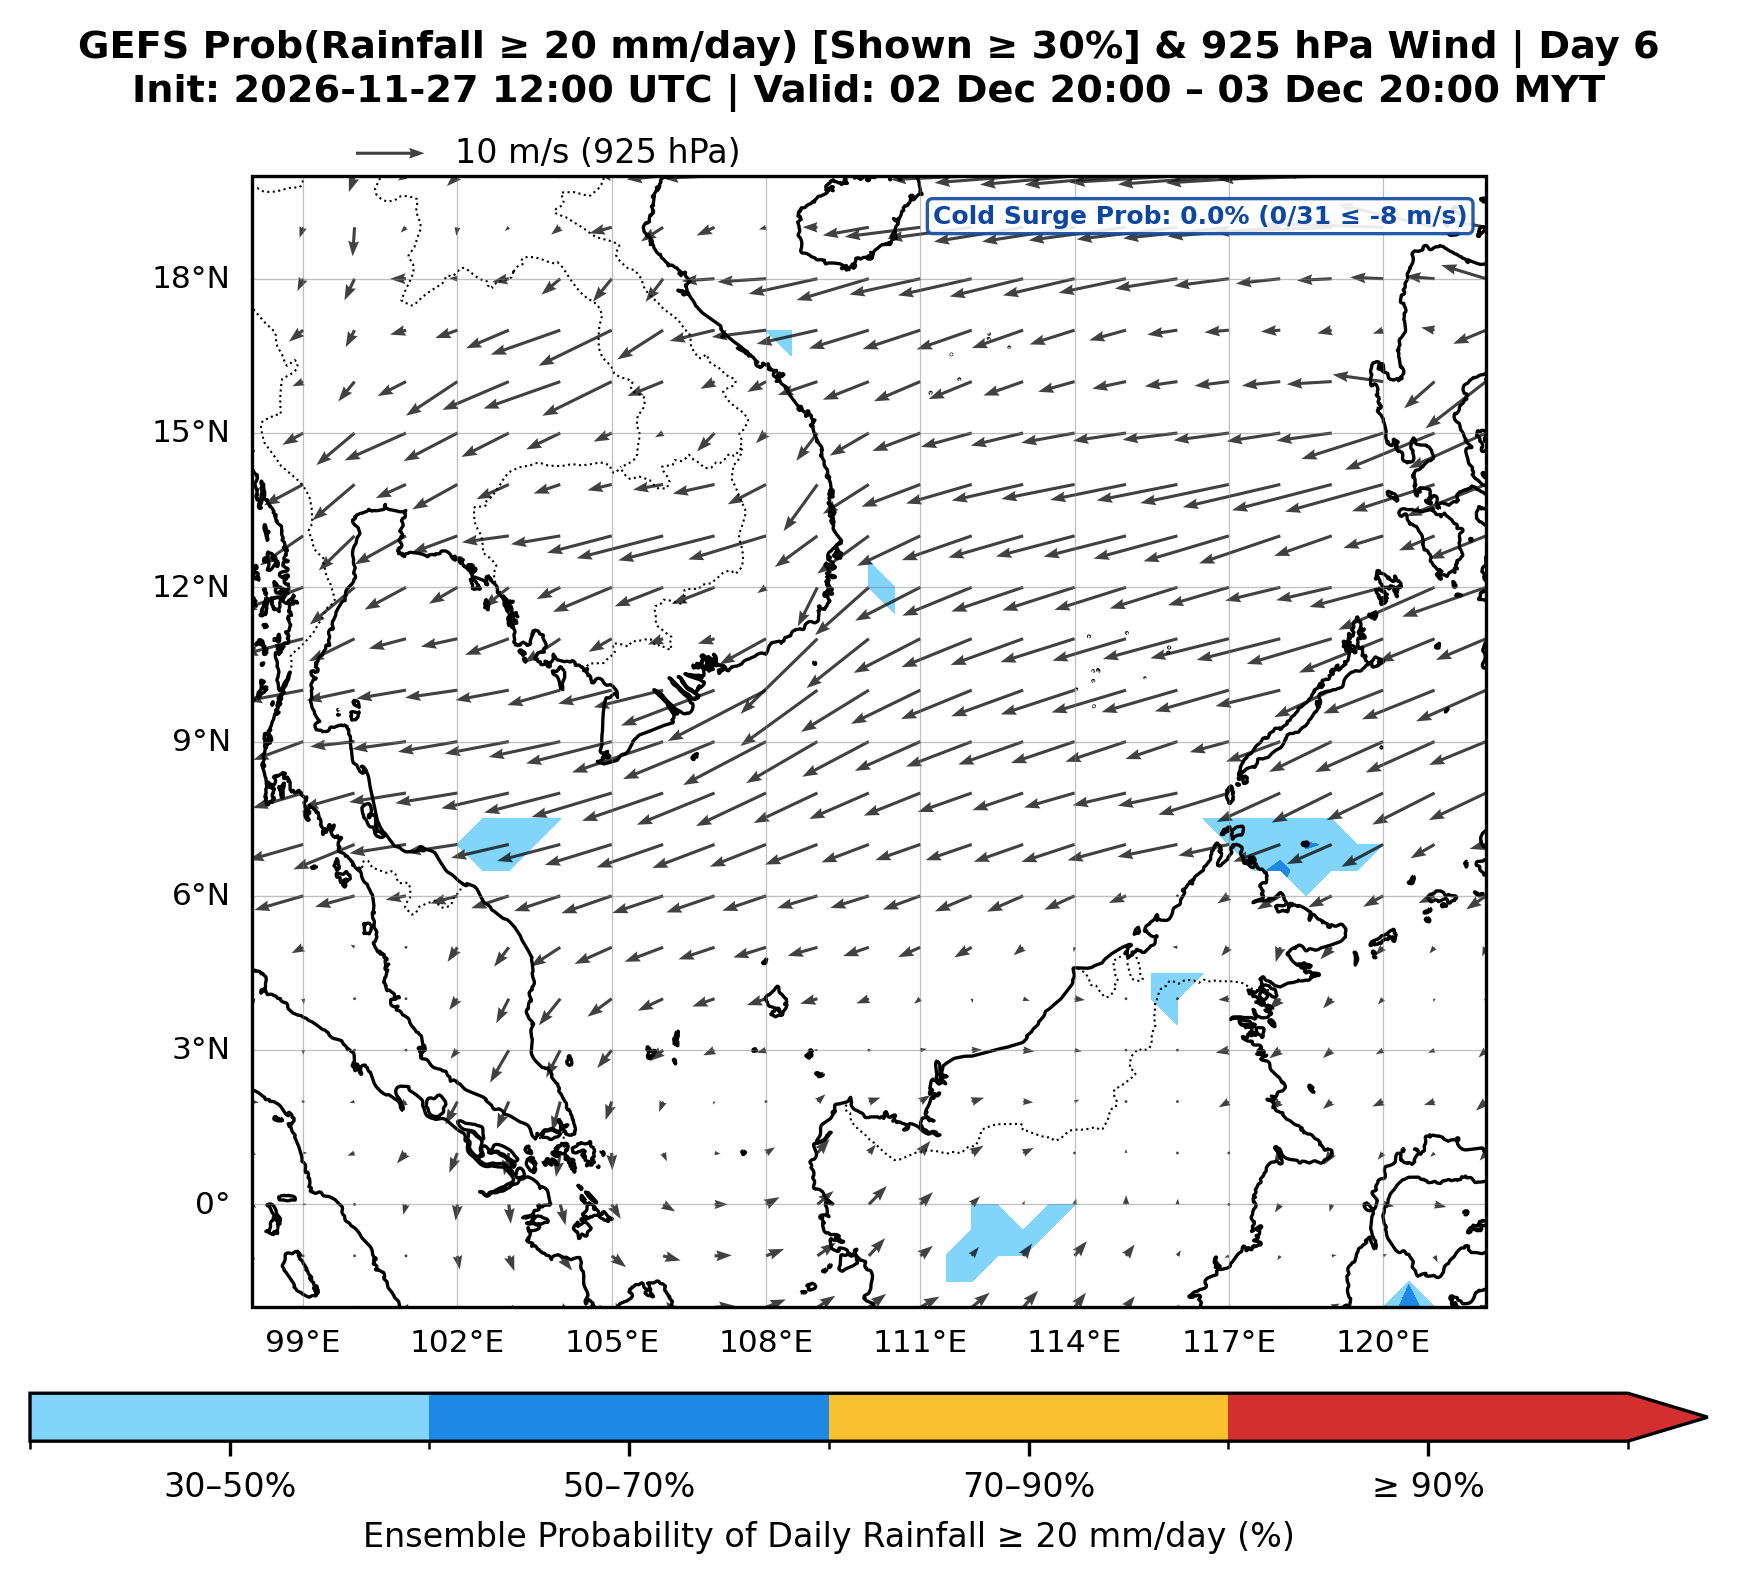 GEFS Prob(Rainfall ≥ 20 mm/day) [Shown ≥ 30%] & 925 hPa Wind | Day 6
Init: 2026-11-27 12:00 UTC | Valid: 02 Dec 20:00 – 03 Dec 20:00 MYT
10 m/s (925 hPa)
Cold Surge Prob: 0.0% (0/31 ≤ -8 m/s)
18°N
15°N
12°N
9°N
6°N
3°N
0°
99°E 102°E 105°E 108°E 111°E 114°E 117°E 120°E
30–50% 50–70% 70–90% ≥ 90%
Ensemble Probability of Daily Rainfall ≥ 20 mm/day (%)